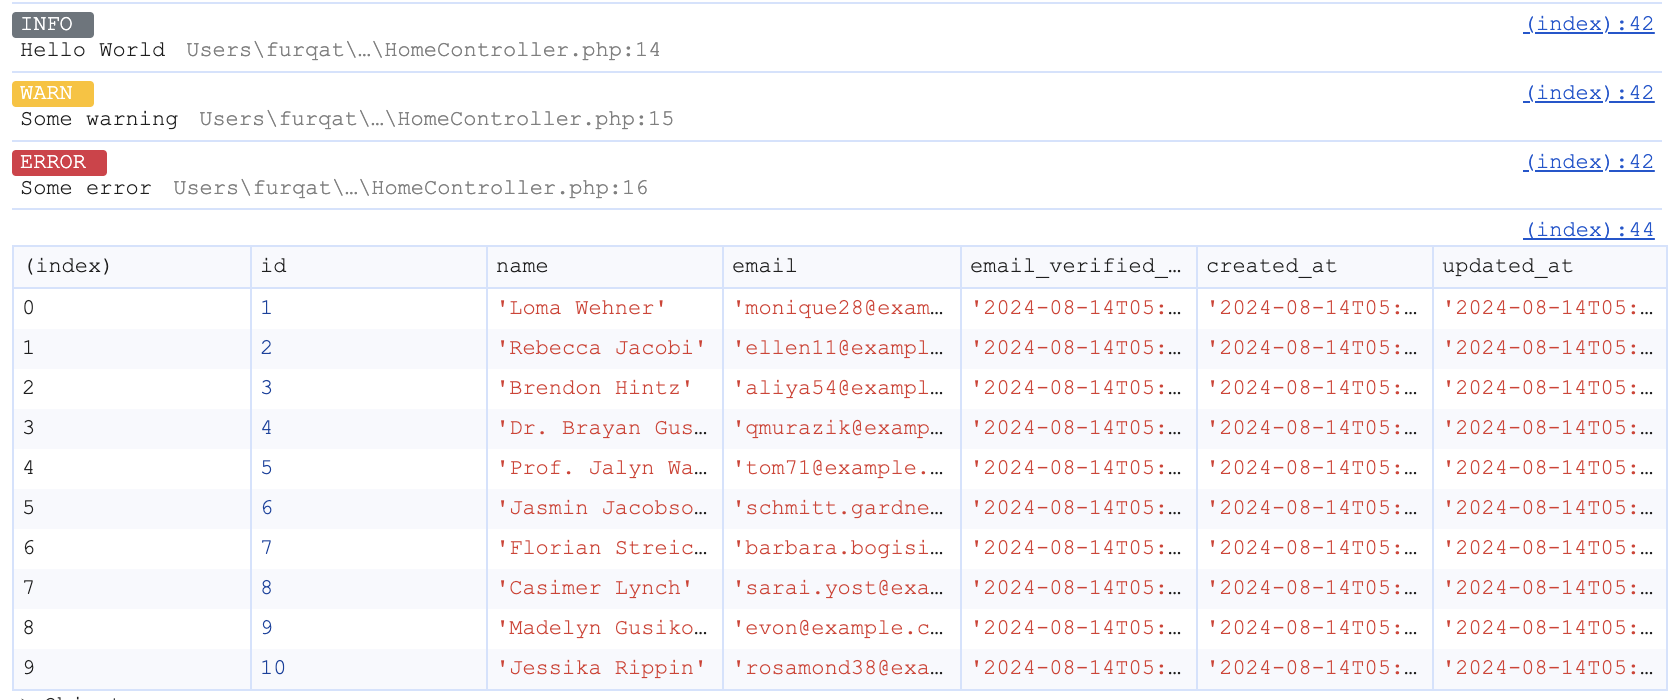 INFO (index):42
Hello World Users\furqat\…\HomeController.php:14
WARN (index):42
Some warning Users\furqat\…\HomeController.php:15
ERROR (index):42
Some error Users\furqat\…\HomeController.php:16
(index):44
(index) id name email email_verified_… created_at updated_at
0 1 'Loma Wehner' 'monique28@exam… '2024-08-14T05:… '2024-08-14T05:… '2024-08-14T05:…
1 2 'Rebecca Jacobi' 'ellen11@exampl… '2024-08-14T05:… '2024-08-14T05:… '2024-08-14T05:…
2 3 'Brendon Hintz' 'aliya54@exampl… '2024-08-14T05:… '2024-08-14T05:… '2024-08-14T05:…
3 4 'Dr. Brayan Gus… 'qmurazik@examp… '2024-08-14T05:… '2024-08-14T05:… '2024-08-14T05:…
4 5 'Prof. Jalyn Wa… 'tom71@example.… '2024-08-14T05:… '2024-08-14T05:… '2024-08-14T05:…
5 6 'Jasmin Jacobso… 'schmitt.gardne… '2024-08-14T05:… '2024-08-14T05:… '2024-08-14T05:…
6 7 'Florian Streic… 'barbara.bogisi… '2024-08-14T05:… '2024-08-14T05:… '2024-08-14T05:…
7 8 'Casimer Lynch' 'sarai.yost@exa… '2024-08-14T05:… '2024-08-14T05:… '2024-08-14T05:…
8 9 'Madelyn Gusiko… 'evon@example.c… '2024-08-14T05:… '2024-08-14T05:… '2024-08-14T05:…
9 10 'Jessika Rippin' 'rosamond38@exa… '2024-08-14T05:… '2024-08-14T05:… '2024-08-14T05:…